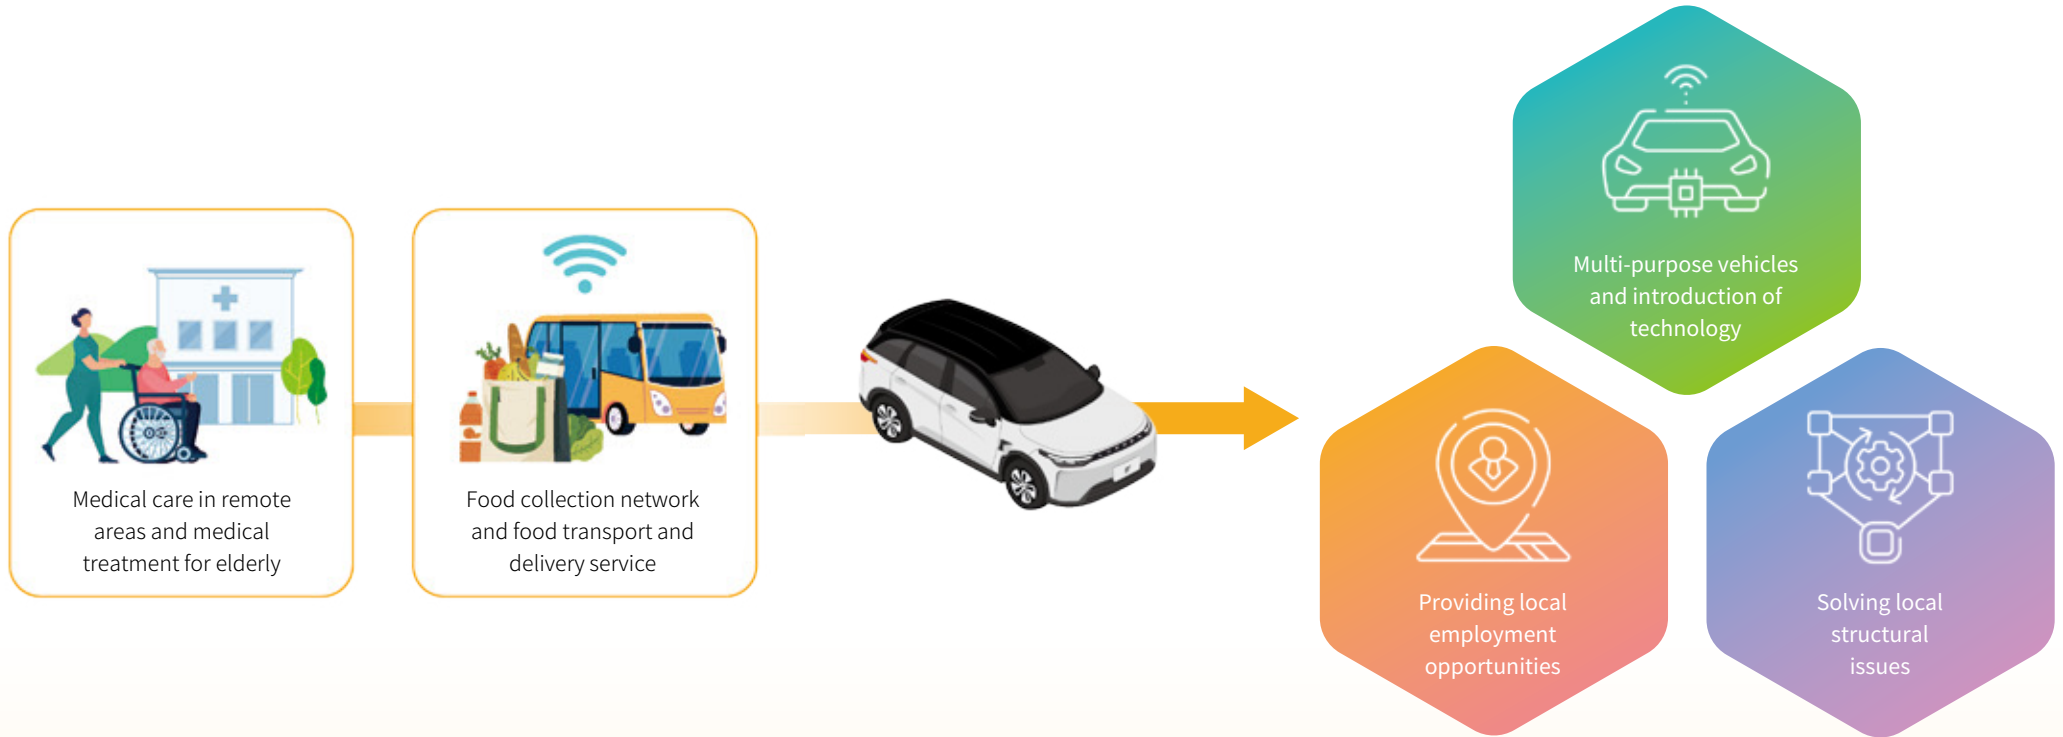 Medical care in remote
areas and medical
treatment for elderly
Food collection network
and food transport and
delivery service
Multi-purpose vehicles
and introduction of
technology
Providing local
employment
opportunities
Solving local
structural
issues